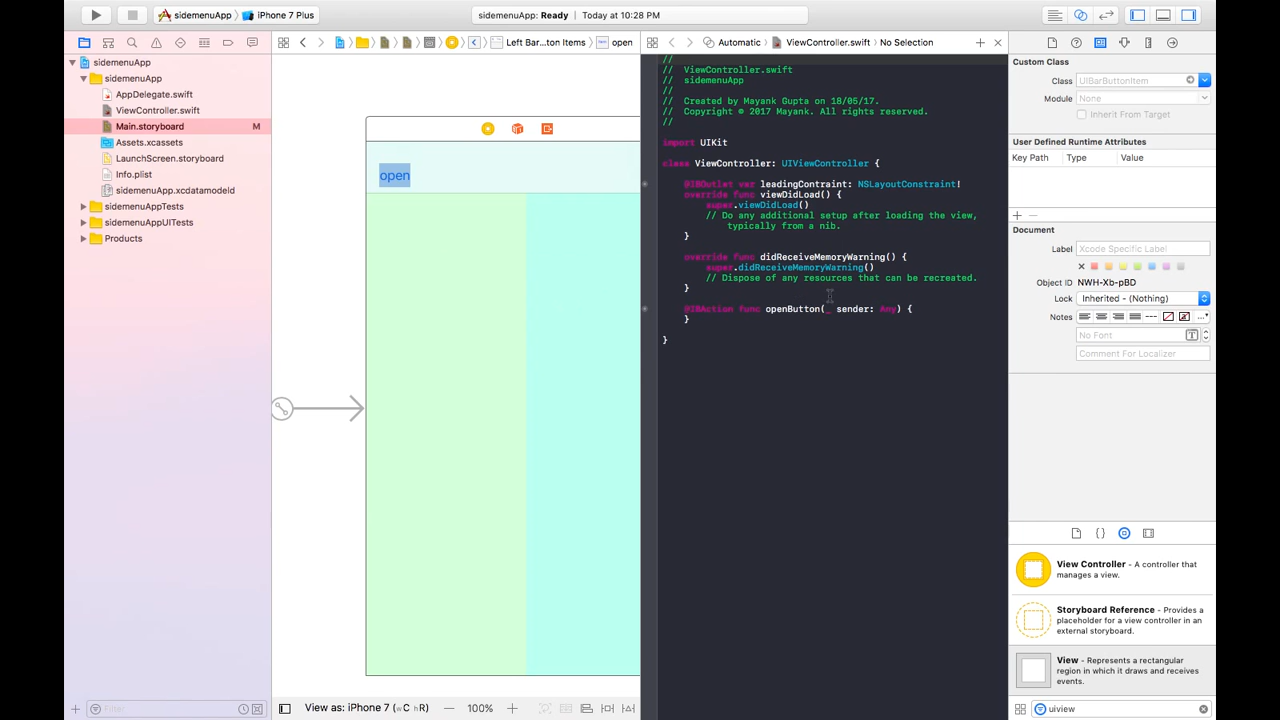 sidemenuApp
iPhone 7 Plus
sidemenuApp: Ready
Today at 10:28 PM
Left Bar...ton Items
open
Automatic
ViewController.swift
No Selection
sidemenuApp
sidemenuApp
AppDelegate.swift
ViewController.swift
Main.storyboard
M
Assets.xcassets
LaunchScreen.storyboard
Info.plist
sidemenuApp.xcdatamodeld
sidemenuAppTests
sidemenuAppUITests
Products
Filter
open
View as: iPhone 7 (wC hR)
100%
//
// ViewController.swift
// sidemenuApp
//
// Created by Mayank Gupta on 18/05/17.
// Copyright © 2017 Mayank. All rights reserved.
//
import UIKit
class ViewController: UIViewController {
@IBOutlet var leadingContraint: NSLayoutConstraint!
override func viewDidLoad() {
super.viewDidLoad()
// Do any additional setup after loading the view,
typically from a nib.
}
override func didReceiveMemoryWarning() {
super.didReceiveMemoryWarning()
// Dispose of any resources that can be recreated.
}
@IBAction func openButton(_ sender: Any) {
}
}
Custom Class
Class UIBarButtonItem
Module None
Inherit From Target
User Defined Runtime Attributes
Key Path Type Value
Document
Label Xcode Specific Label
Object ID NWH-Xb-pBD
Lock Inherited - (Nothing)
Notes
No Font
Comment For Localizer
View Controller - A controller that
manages a view.
Storyboard Reference - Provides a
placeholder for a view controller in an
external storyboard.
View - Represents a rectangular
region in which it draws and receives
events.
uiview